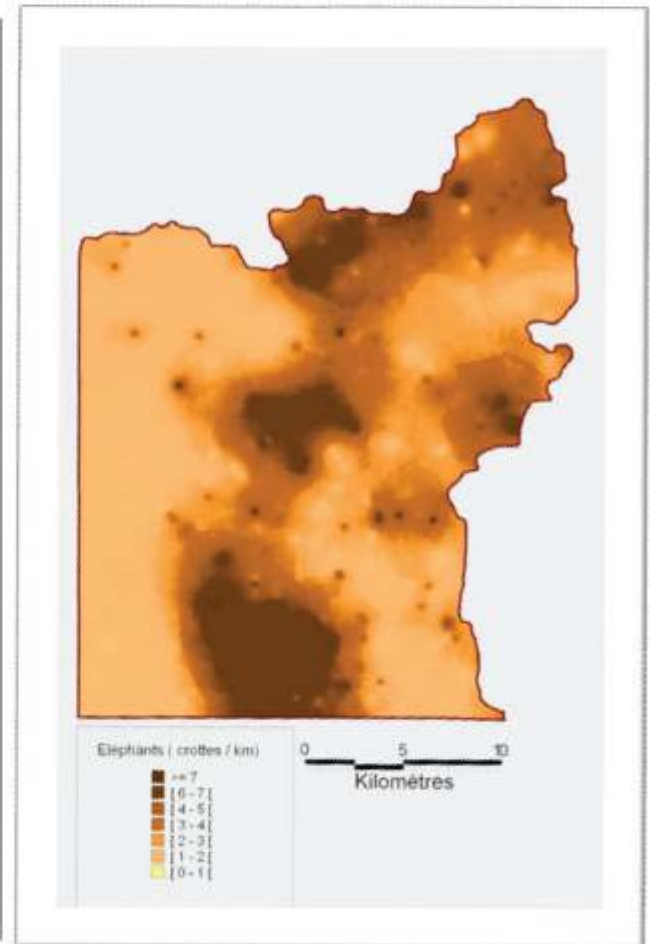 Eléphants ( crottes / km)
>= 7
[ 6 - 7 [
[ 4 - 5 [
[ 3 - 4 [
[ 2 - 3 [
[ 1 - 2 [
[ 0 - 1 [
0 5 10
Kilomètres